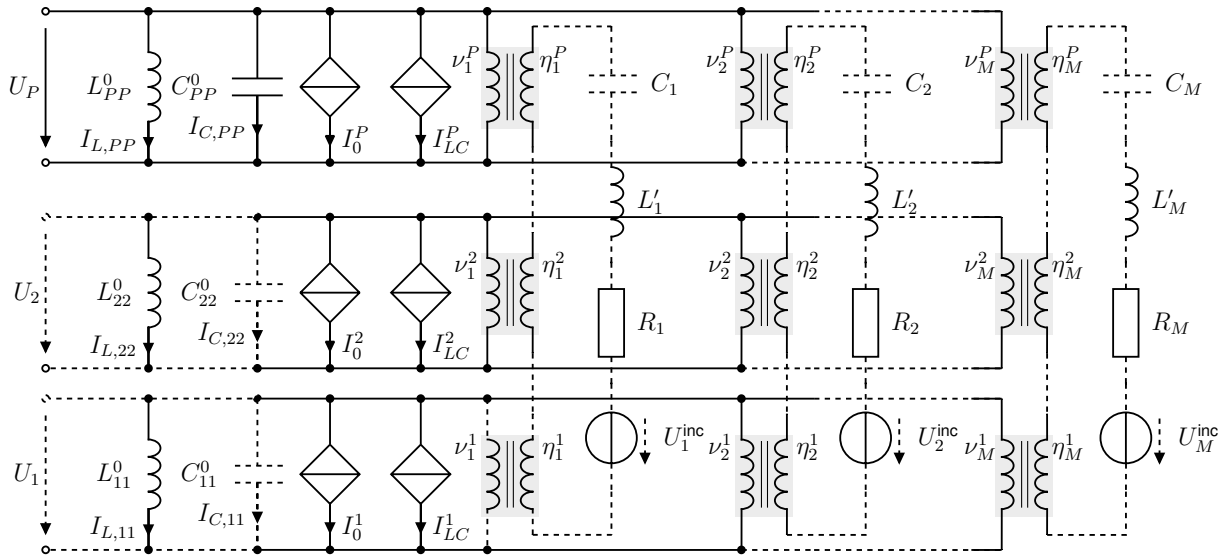 U_P L^0_{PP} C^0_{PP} I_{L,PP} I_{C,PP} I^P_0 I^P_{LC} ν^P_1 η^P_1 C_1 ν^P_2 η^P_2 C_2 ν^P_M η^P_M C_M
L′_1 L′_2 L′_M
U_2 L^0_{22} C^0_{22} I_{L,22} I_{C,22} I^2_0 I^2_{LC} ν^2_1 η^2_1 R_1 ν^2_2 η^2_2 R_2 ν^2_M η^2_M R_M
U_1 L^0_{11} C^0_{11} I_{L,11} I_{C,11} I^1_0 I^1_{LC} ν^1_1 η^1_1 U^{inc}_1 ν^1_2 η^1_2 U^{inc}_2 ν^1_M η^1_M U^{inc}_M